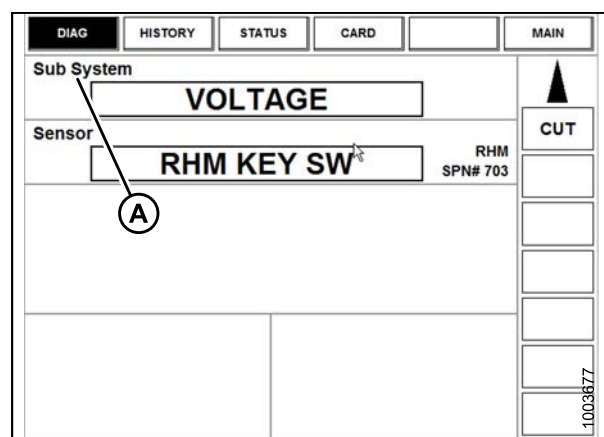 DIAG HISTORY STATUS CARD MAIN
Sub System
VOLTAGE
CUT
Sensor
RHM KEY SW
RHM
SPN# 703
A
1003677